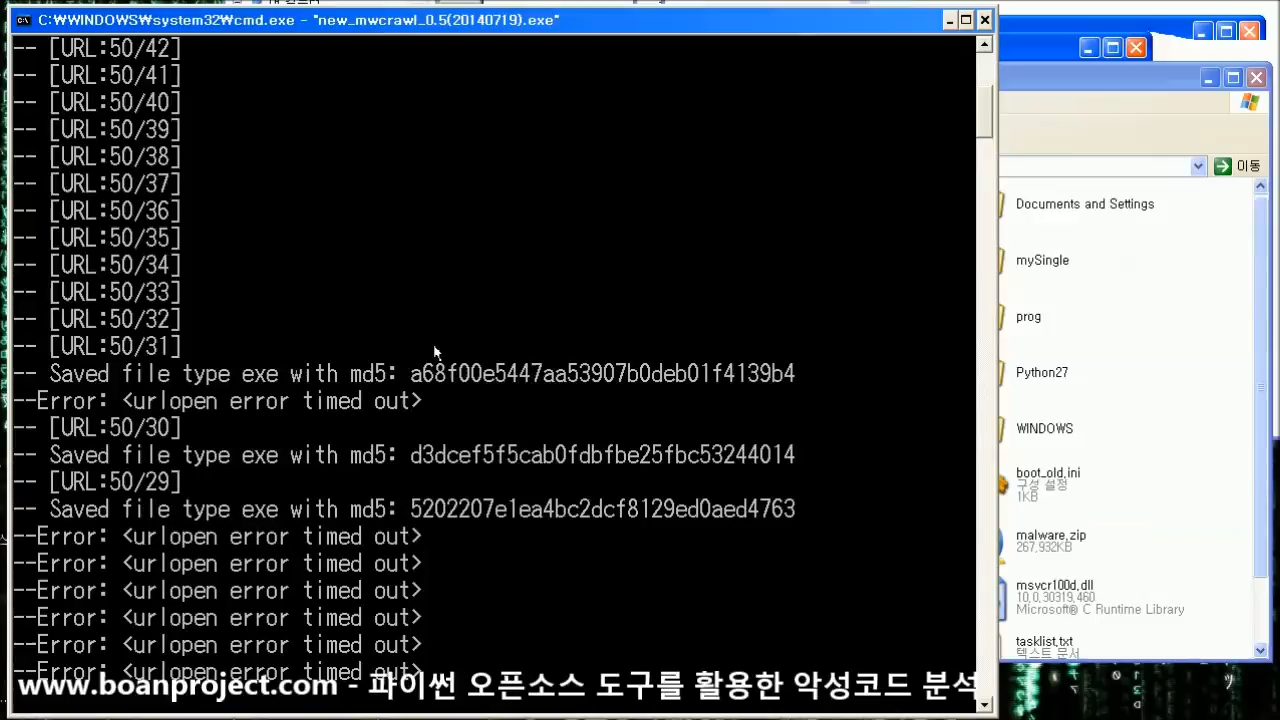 C:₩WINDOWS₩system32₩cmd.exe - "new_mwcrawl_0.5(20140719).exe"
-- [URL:50/42]
-- [URL:50/41]
-- [URL:50/40]
-- [URL:50/39]
-- [URL:50/38]
-- [URL:50/37]
-- [URL:50/36]
-- [URL:50/35]
-- [URL:50/34]
-- [URL:50/33]
-- [URL:50/32]
-- [URL:50/31]
-- Saved file type exe with md5: a68f00e5447aa53907b0deb01f4139b4
--Error: <urlopen error timed out>
-- [URL:50/30]
-- Saved file type exe with md5: d3dcef5f5cab0fdbfbe25fbc53244014
-- [URL:50/29]
-- Saved file type exe with md5: 5202207e1ea4bc2dcf8129ed0aed4763
--Error: <urlopen error timed out>
--Error: <urlopen error timed out>
--Error: <urlopen error timed out>
--Error: <urlopen error timed out>
--Error: <urlopen error timed out>
--Error: <urlopen error timed out>
이동
Documents and Settings
mySingle
prog
Python27
WINDOWS
boot_old.ini
구성 설정
1KB
malware.zip
267,932KB
msvcr100d.dll
10.0.30319.460
Microsoft® C Runtime Library
tasklist.txt
텍스트 문서
www.boanproject.com - 파이썬 오픈소스 도구를 활용한 악성코드 분석